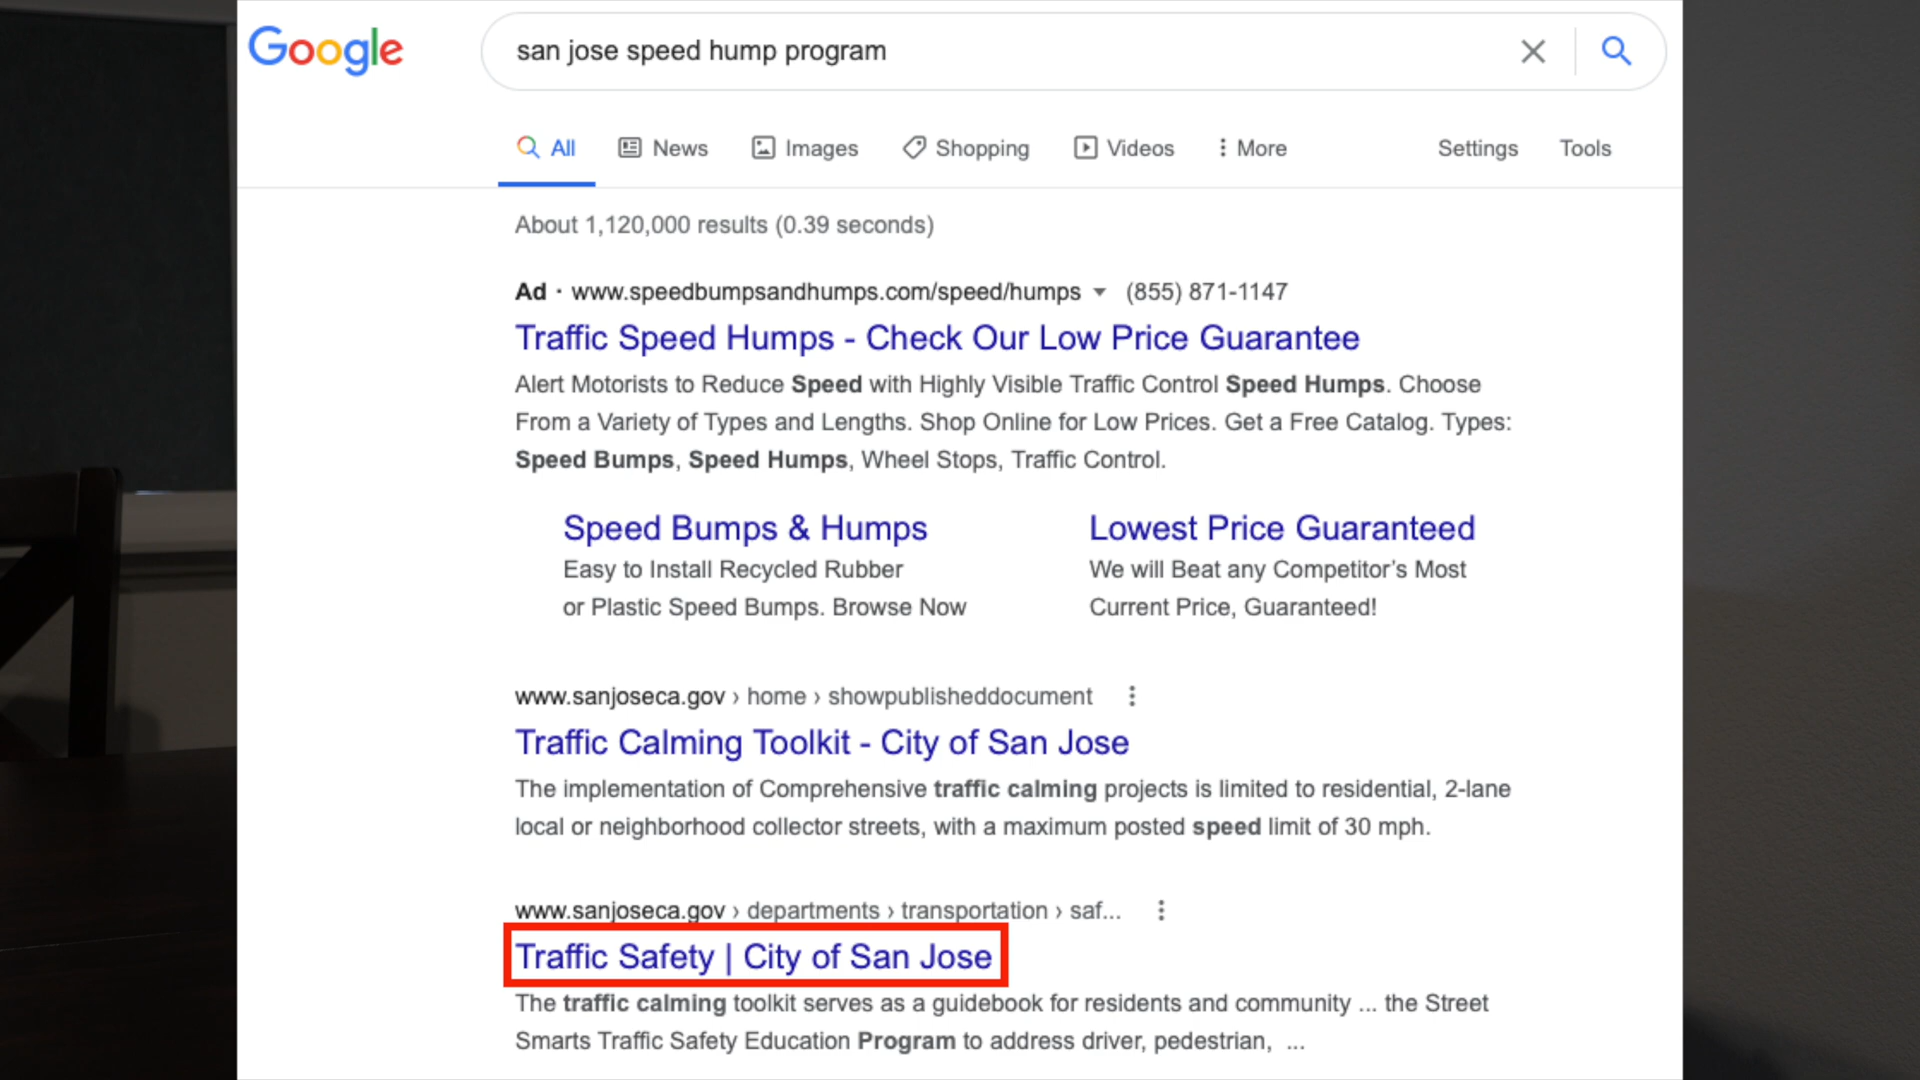 Google
san jose speed hump program
All News Images Shopping Videos More Settings Tools
About 1,120,000 results (0.39 seconds)
Ad · www.speedbumpsandhumps.com/speed/humps (855) 871-1147
Traffic Speed Humps - Check Our Low Price Guarantee
Alert Motorists to Reduce Speed with Highly Visible Traffic Control Speed Humps. Choose
From a Variety of Types and Lengths. Shop Online for Low Prices. Get a Free Catalog. Types:
Speed Bumps, Speed Humps, Wheel Stops, Traffic Control.
Speed Bumps & Humps
Easy to Install Recycled Rubber
or Plastic Speed Bumps. Browse Now
Lowest Price Guaranteed
We will Beat any Competitor's Most
Current Price, Guaranteed!
www.sanjoseca.gov › home › showpublisheddocument
Traffic Calming Toolkit - City of San Jose
The implementation of Comprehensive traffic calming projects is limited to residential, 2-lane
local or neighborhood collector streets, with a maximum posted speed limit of 30 mph.
www.sanjoseca.gov › departments › transportation › saf...
Traffic Safety | City of San Jose
The traffic calming toolkit serves as a guidebook for residents and community ... the Street
Smarts Traffic Safety Education Program to address driver, pedestrian, ...